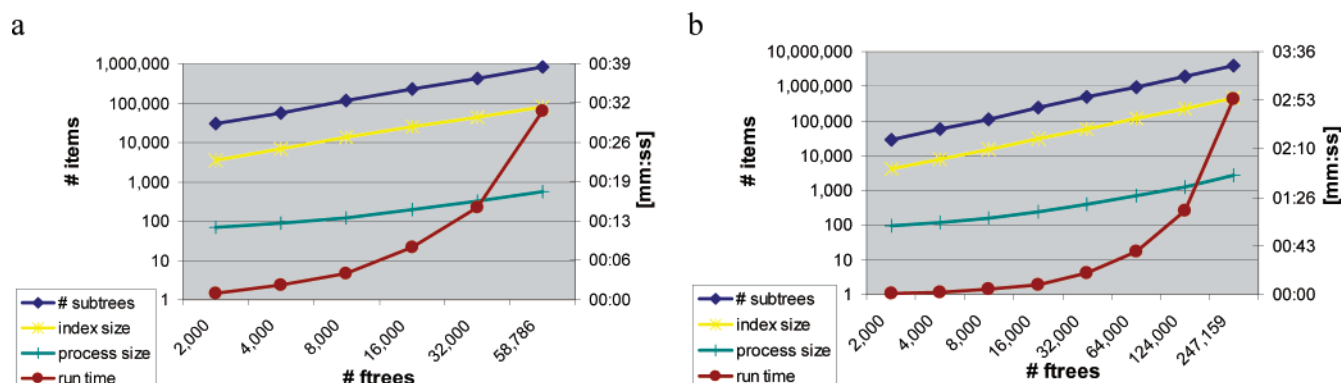 a
1,000,000
100,000
10,000
1,000
100
10
1
# items
00:39
00:32
00:26
00:19
00:13
00:06
00:00
[mm:ss]
2,000
4,000
8,000
16,000
32,000
58,786
# ftrees
# subtrees
index size
process size
run time
b
10,000,000
1,000,000
100,000
10,000
1,000
100
10
1
# items
03:36
02:53
02:10
01:26
00:43
00:00
[mm:ss]
2,000
4,000
8,000
16,000
32,000
64,000
124,000
247,159
# ftrees
# subtrees
index size
process size
run time